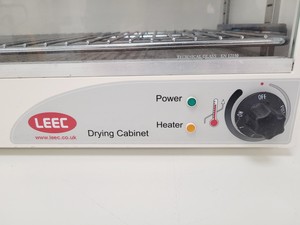 Power
LEEC
www.leec.co.uk
Drying Cabinet
Heater
OFF